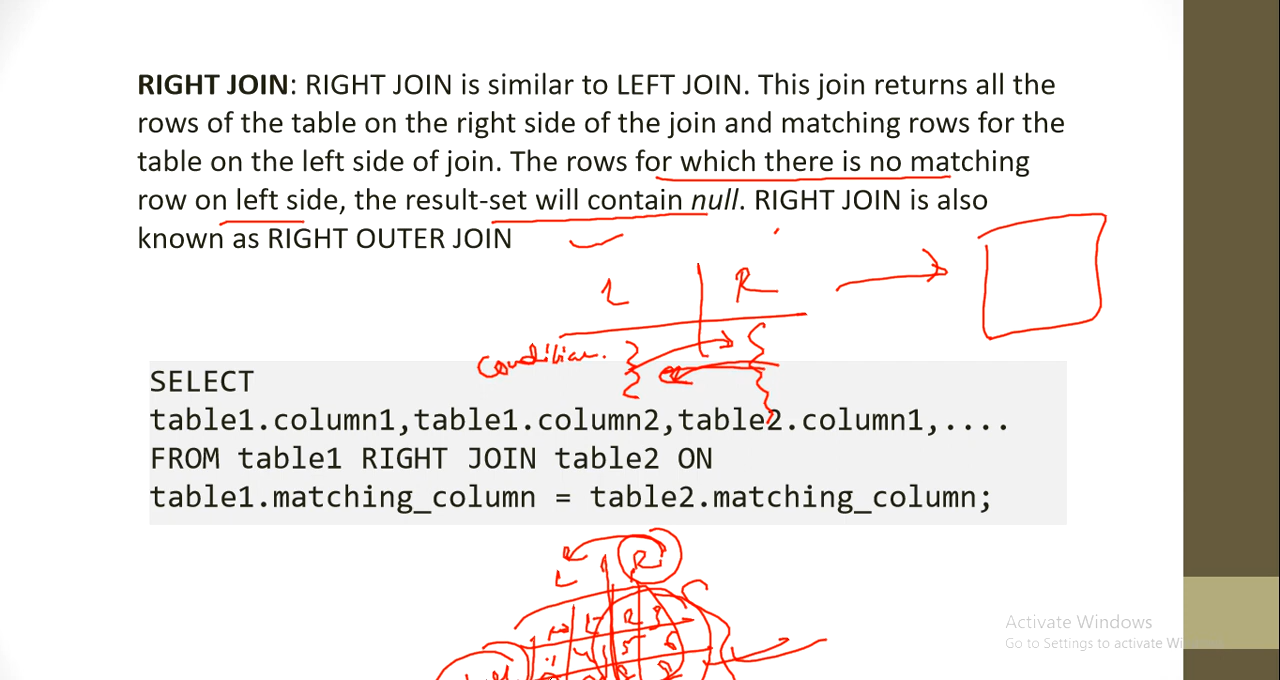 RIGHT JOIN: RIGHT JOIN is similar to LEFT JOIN. This join returns all the
rows of the table on the right side of the join and matching rows for the
table on the left side of join. The rows for which there is no matching
row on left side, the result-set will contain null. RIGHT JOIN is also
known as RIGHT OUTER JOIN
L R
Condition.
SELECT
table1.column1,table1.column2,table2.column1,....
FROM table1 RIGHT JOIN table2 ON
table1.matching_column = table2.matching_column;
L R
Activate Windows
Go to Settings to activate Wi